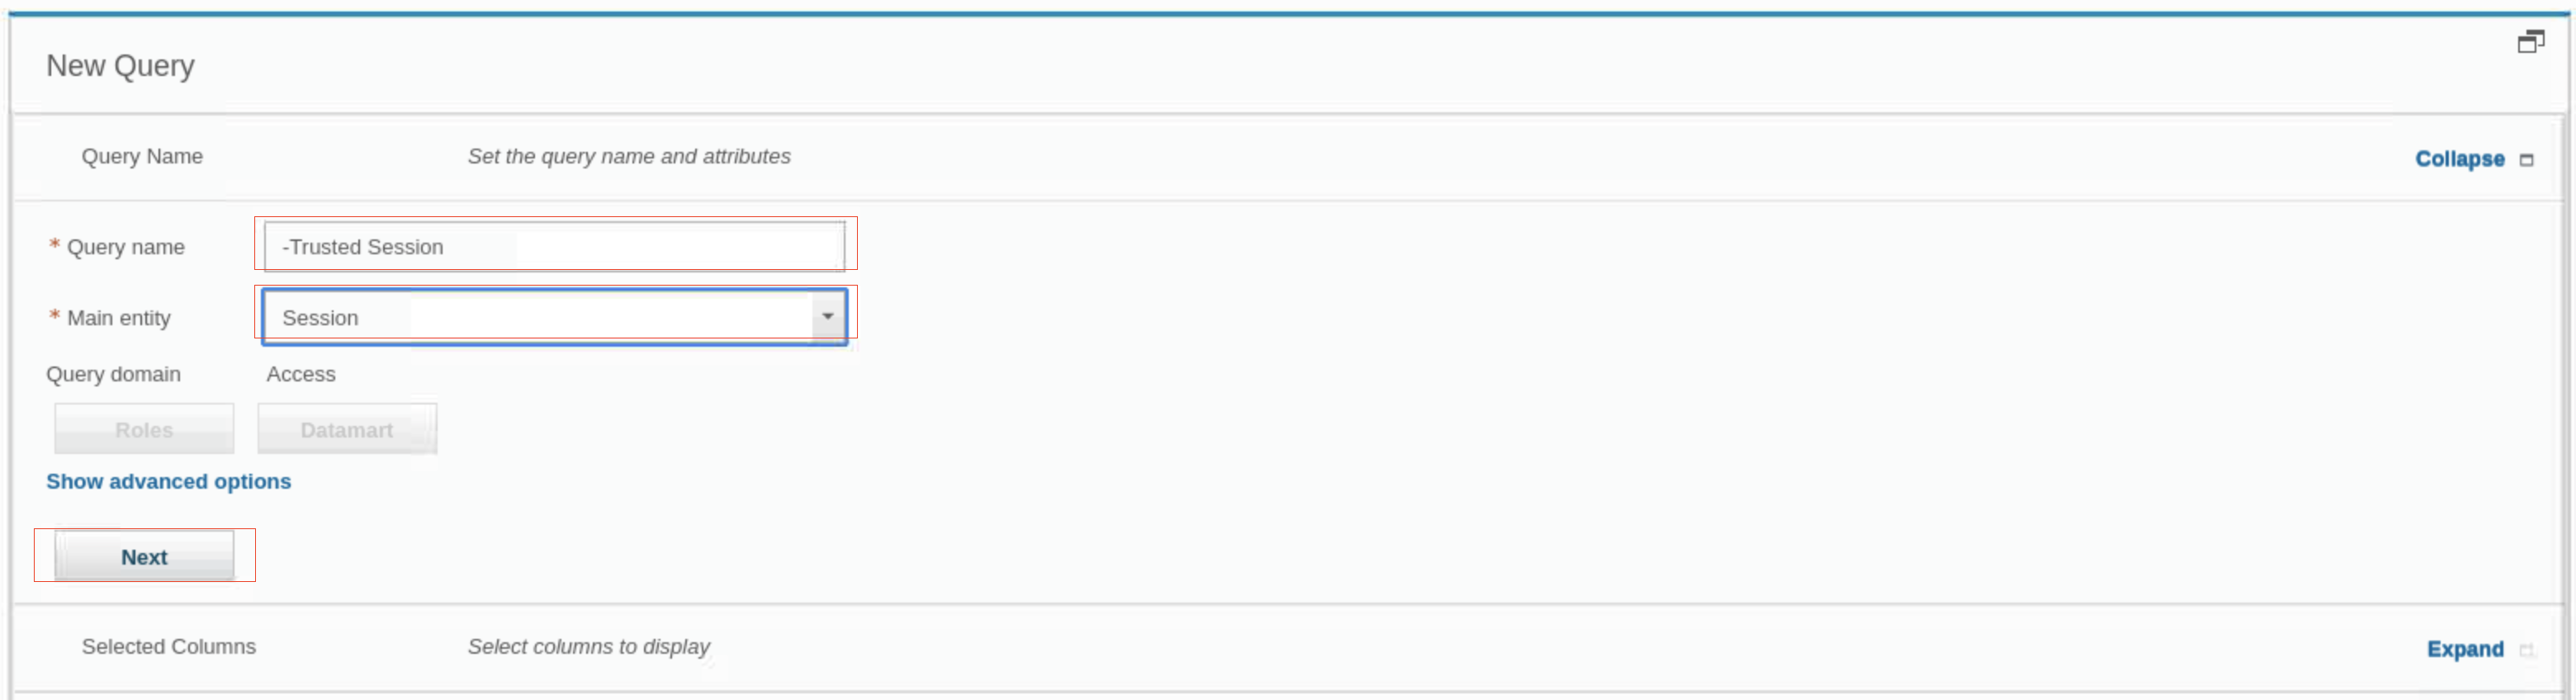 New Query
Query Name Set the query name and attributes Collapse
* Query name -Trusted Session
* Main entity Session
Query domain Access
Roles Datamart
Show advanced options
Next
Selected Columns Select columns to display Expand